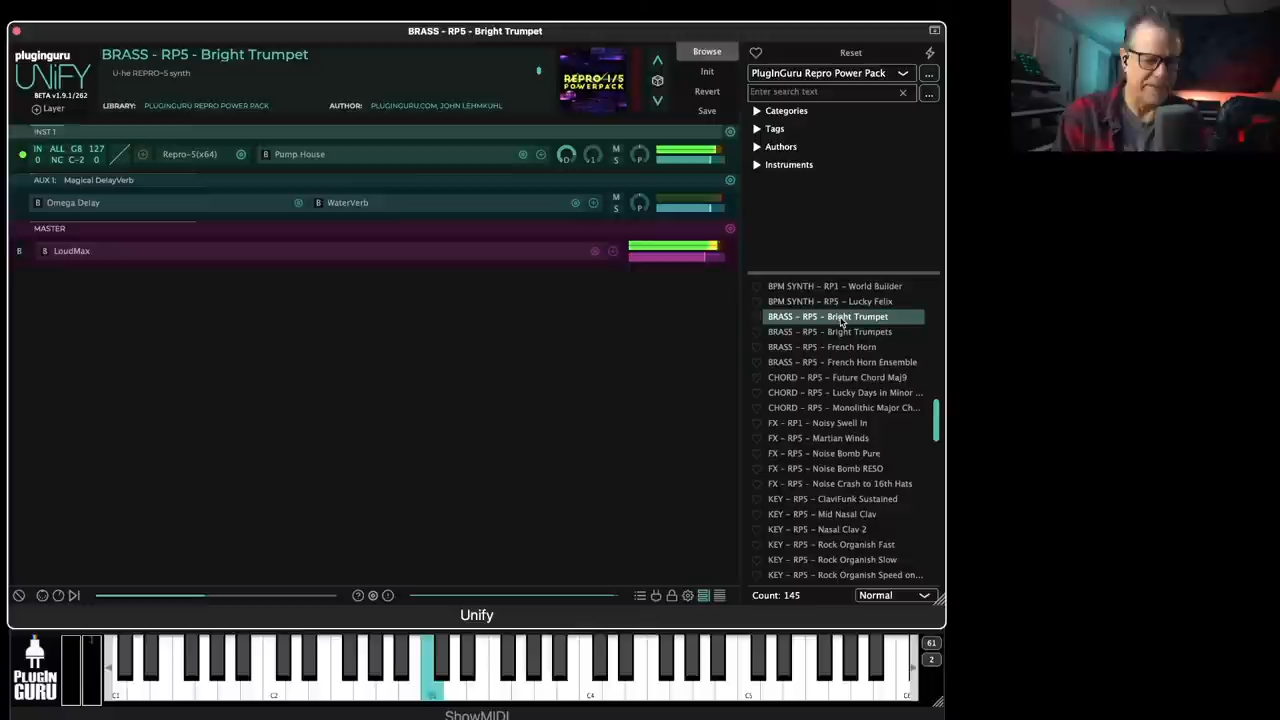 BRASS - RP5 - Bright Trumpet
pluginguru
UNiFY
BETA v1.9.1/262
Layer
BRASS - RP5 - Bright Trumpet
U-he REPRO-5 synth
LIBRARY: PLUGINGURU REPRO POWER PACK
AUTHOR: PLUGINGURU.COM, JOHN LEMHKUHL
REPRO 1/5
POWERPACK
Browse
Init
Revert
Save
Reset
PlugInGuru Repro Power Pack
...
Enter search text
...
Categories
Tags
Authors
Instruments
INST 1
IN ALL G8 127
0 NC C-2 0
Repro-5(x64)
B Pump House
M
S
P
AUX 1: Magical DelayVerb
B Omega Delay
B WaterVerb
M
S
P
MASTER
B
B LoudMax
BPM SYNTH - RP1 - World Builder
BPM SYNTH - RP5 - Lucky Felix
BRASS - RP5 - Bright Trumpet
BRASS - RP5 - Bright Trumpets
BRASS - RP5 - French Horn
BRASS - RP5 - French Horn Ensemble
CHORD - RP5 - Future Chord Maj9
CHORD - RP5 - Lucky Days in Minor ...
CHORD - RP5 - Monolithic Major Ch...
FX - RP1 - Noisy Swell In
FX - RP5 - Martian Winds
FX - RP5 - Noise Bomb Pure
FX - RP5 - Noise Bomb RESO
FX - RP5 - Noise Crash to 16th Hats
KEY - RP5 - ClaviFunk Sustained
KEY - RP5 - Mid Nasal Clav
KEY - RP5 - Nasal Clav 2
KEY - RP5 - Rock Organish Fast
KEY - RP5 - Rock Organish Slow
KEY - RP5 - Rock Organish Speed on...
Count: 145
Normal
Unify
PLUGIN
GURU
C1
C2
C4
C5
61
2
ShowMIDI